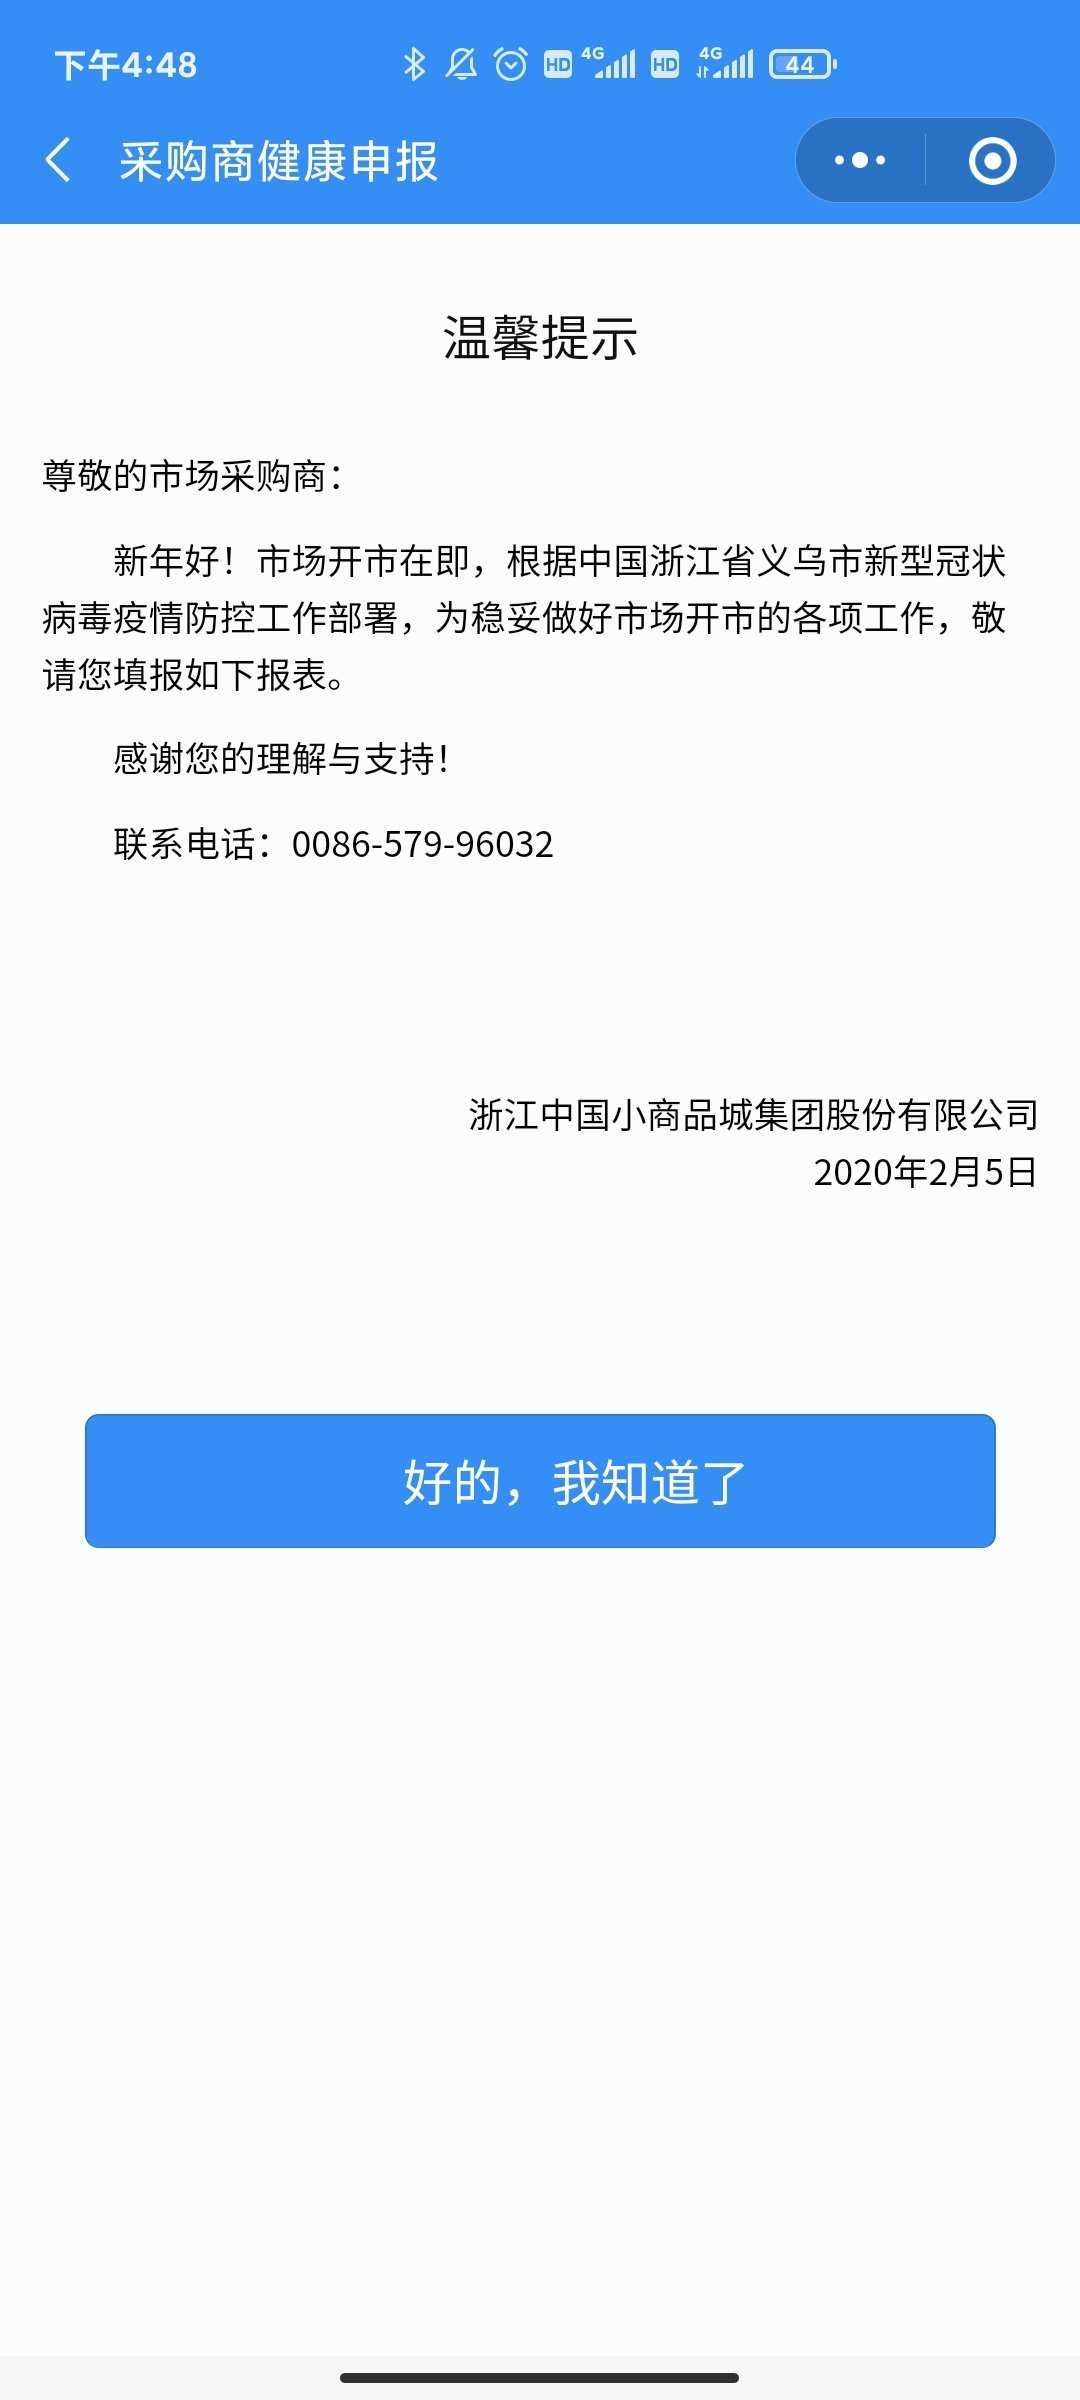 下午4:48
HD 4G HD 4G 44
采购商健康申报
温馨提示
尊敬的市场采购商：
新年好！市场开市在即，根据中国浙江省义乌市新型冠状
病毒疫情防控工作部署，为稳妥做好市场开市的各项工作，敬
请您填报如下报表。
感谢您的理解与支持！
联系电话：0086-579-96032
浙江中国小商品城集团股份有限公司
2020年2月5日
好的，我知道了